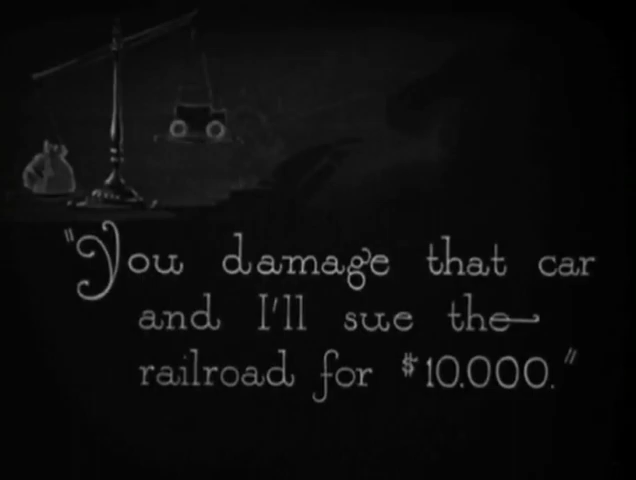 "You damage that car
and I'll sue the
railroad for $10.000."